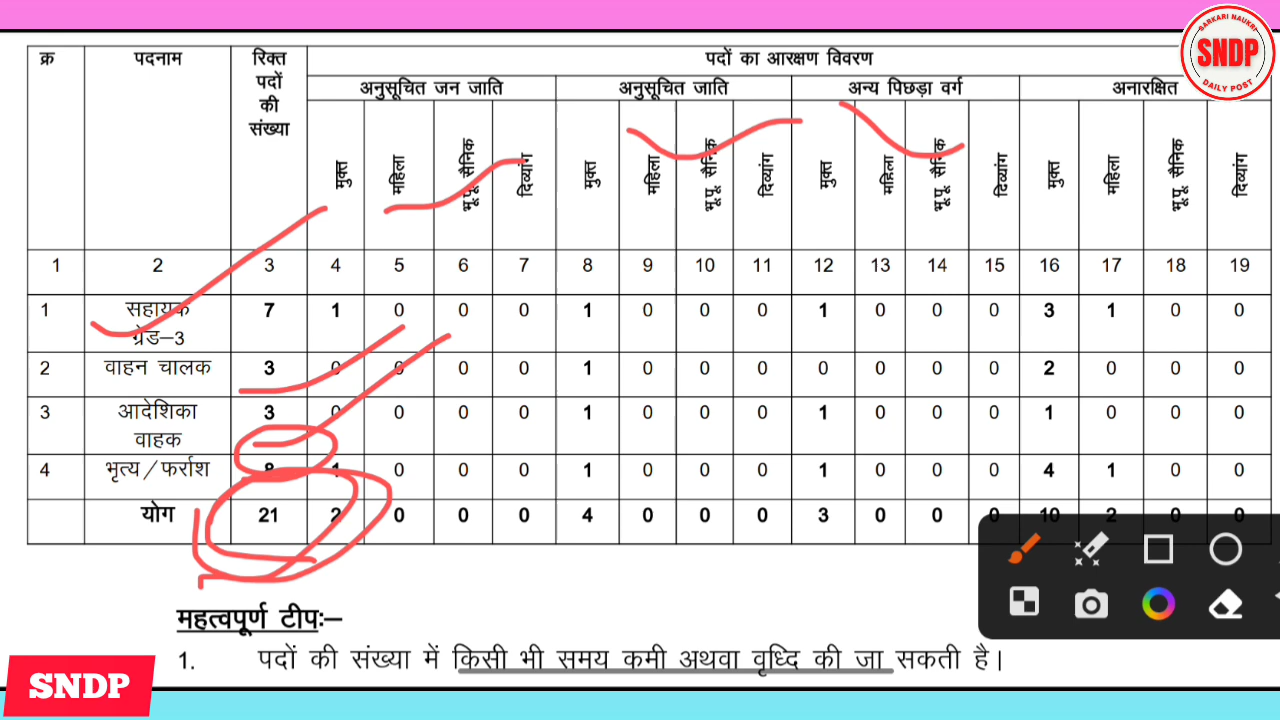 SARKARI NAUKRI
SNDP
DAILY POST
क्र पदनाम रिक्त पदों की संख्या पदों का आरक्षण विवरण
अनुसूचित जन जाति अनुसूचित जाति अन्य पिछड़ा वर्ग अनारक्षित
मुक्त महिला भू.पू. सैनिक दिव्यांग मुक्त महिला भू.पू. सैनिक दिव्यांग मुक्त महिला भू.पू. सैनिक दिव्यांग मुक्त महिला भू.पू. सैनिक दिव्यांग
1 2 3 4 5 6 7 8 9 10 11 12 13 14 15 16 17 18 19
1 सहायक ग्रेड–3 7 1 0 0 0 1 0 0 0 1 0 0 0 3 1 0 0
2 वाहन चालक 3 0 0 0 0 1 0 0 0 0 0 0 0 2 0 0 0
3 आदेशिका वाहक 3 0 0 0 0 1 0 0 0 1 0 0 0 1 0 0 0
4 भृत्य/फर्राश 8 1 0 0 0 1 0 0 0 1 0 0 0 4 1 0 0
योग 21 2 0 0 0 4 0 0 0 3 0 0 0 10 2 0 0
महत्वपूर्ण टीपः–
1. पदों की संख्या में किसी भी समय कमी अथवा वृध्दि की जा सकती है।
SNDP